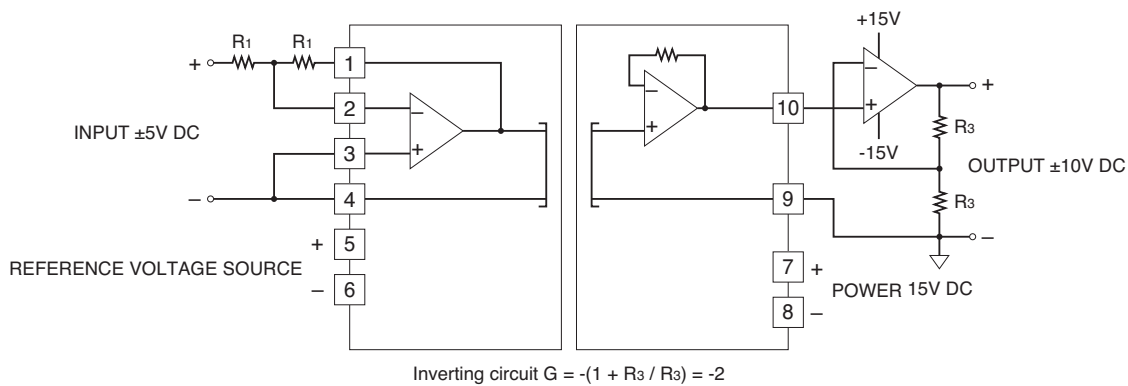 +15V
R1 R1
+ 1
2 − − −
10 +
INPUT ±5V DC + + +
3
-15V
R3
OUTPUT ±10V DC
− 4 9
R3
+ 5 −
REFERENCE VOLTAGE SOURCE
7 +
− 6 POWER 15V DC
8 −
Inverting circuit G = -(1 + R3 / R3) = -2